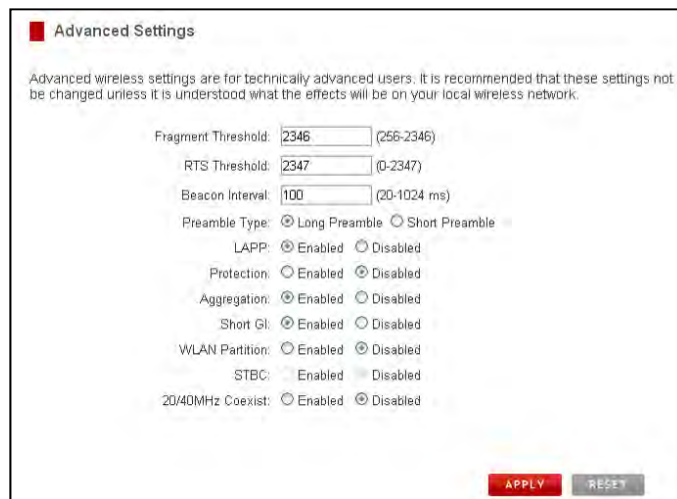 Advanced Settings
Advanced wireless settings are for technically advanced users. It is recommended that these settings not
be changed unless it is understood what the effects will be on your local wireless network.
Fragment Threshold: 2346 (256-2346)
RTS Threshold: 2347 (0-2347)
Beacon Interval: 100 (20-1024 ms)
Preamble Type: Long Preamble Short Preamble
LAPP: Enabled Disabled
Protection: Enabled Disabled
Aggregation: Enabled Disabled
Short GI: Enabled Disabled
WLAN Partition: Enabled Disabled
STBC: Enabled Disabled
20/40MHz Coexist: Enabled Disabled
APPLY RESET